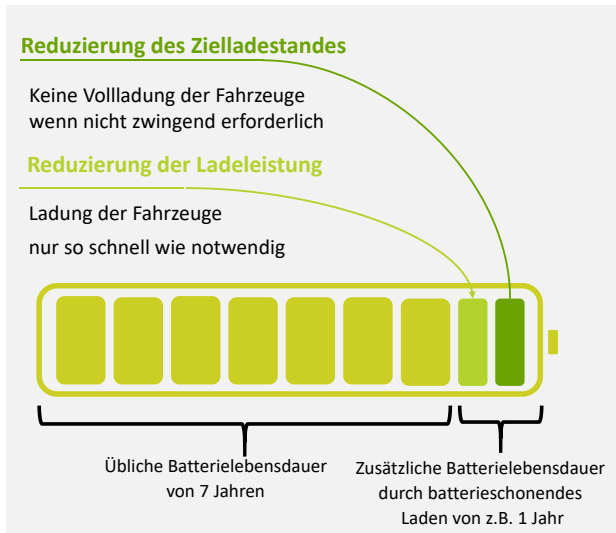 Reduzierung des Zielladestandes
Keine Vollladung der Fahrzeuge
wenn nicht zwingend erforderlich
Reduzierung der Ladeleistung
Ladung der Fahrzeuge
nur so schnell wie notwendig
Übliche Batterielebensdauer
von 7 Jahren
Zusätzliche Batterielebensdauer
durch batterieschonendes
Laden von z.B. 1 Jahr